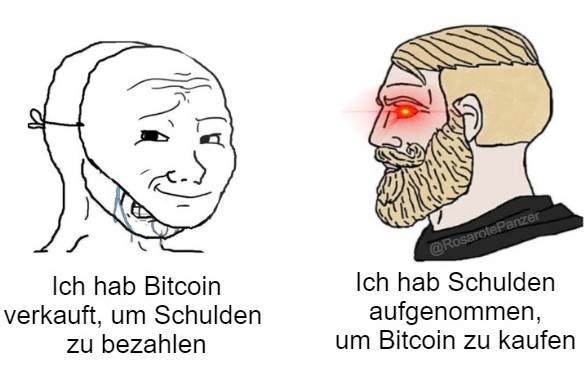 @RosarotePanzer
Ich hab Bitcoin
verkauft, um Schulden
zu bezahlen
Ich hab Schulden
aufgenommen,
um Bitcoin zu kaufen